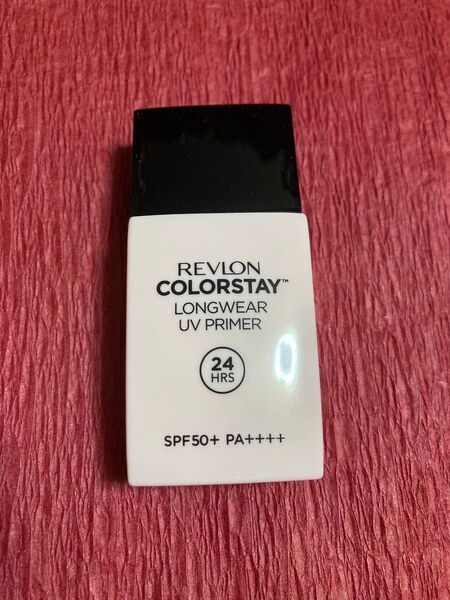 REVLON
COLORSTAY™
LONGWEAR
UV PRIMER
24
HRS
SPF50+ PA++++